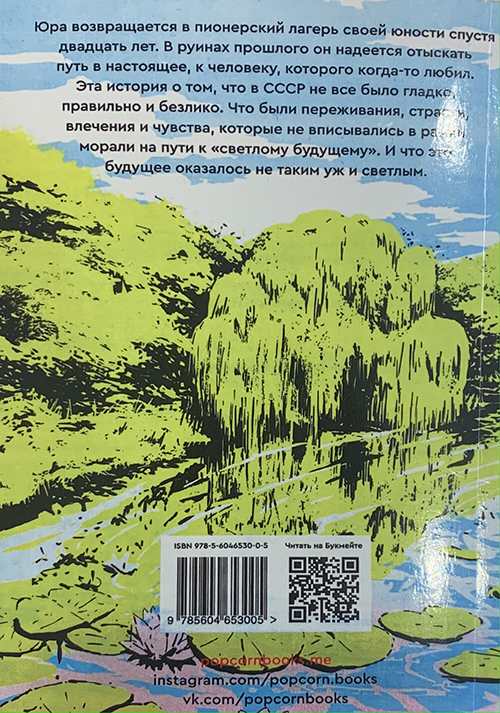 Юра возвращается в пионерский лагерь своей юности спустя
двадцать лет. В руинах прошлого он надеется отыскать
путь в настоящее, к человеку, которого когда-то любил.
Эта история о том, что в СССР не все было гладко,
правильно и безлико. Что были переживания, страсти,
влечения и чувства, которые не вписывались в рамки
морали на пути к «светлому будущему». И что это
будущее оказалось не таким уж и светлым.
ISBN 978-5-6046530-0-5 Читать на Букмейте
9 785604 653005 >
popcornbooks.me
instagram.com/popcorn.books
vk.com/popcornbooks